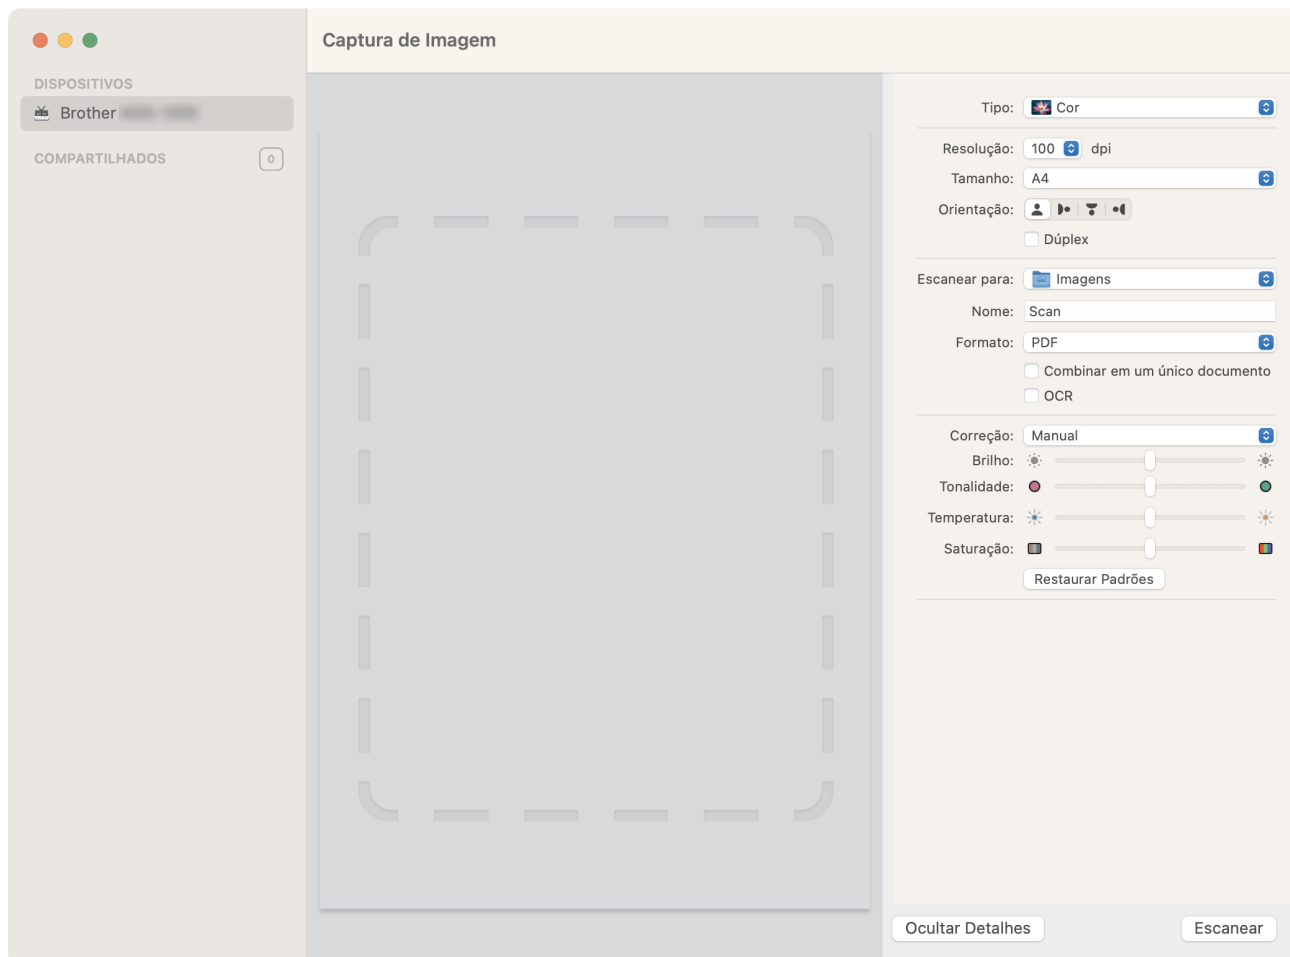 Captura de Imagem
DISPOSITIVOS
Brother
COMPARTILHADOS
0
Tipo: Cor
Resolução: 100 dpi
Tamanho: A4
Orientação:
Dúplex
Escanear para: Imagens
Nome: Scan
Formato: PDF
Combinar em um único documento
OCR
Correção: Manual
Brilho:
Tonalidade:
Temperatura:
Saturação:
Restaurar Padrões
Ocultar Detalhes
Escanear